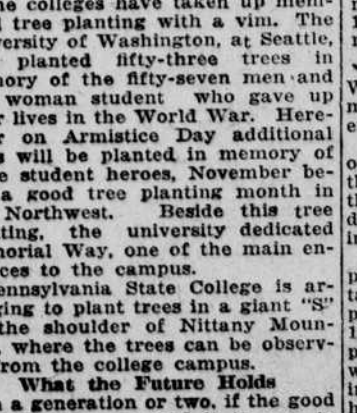 he colleges have taken up mem-
l tree planting with a vim. The
versity of Washington, at Seattle,
planted fifty-three trees in
nory of the fifty-seven men and
woman student who gave up
r lives in the World War. Here-
r on Armistice Day additional
s will be planted in memory of
e student heroes, November be-
a good tree planting month in
Northwest. Beside this tree
ting, the university dedicated
norial Way, one of the main en-
ces to the campus.
ennsylvania State College is ar-
ging to plant trees in a giant "S"
the shoulder of Nittany Moun-
, where the trees can be observ-
from the college campus.
What the Future Holds
a generation or two, if the good